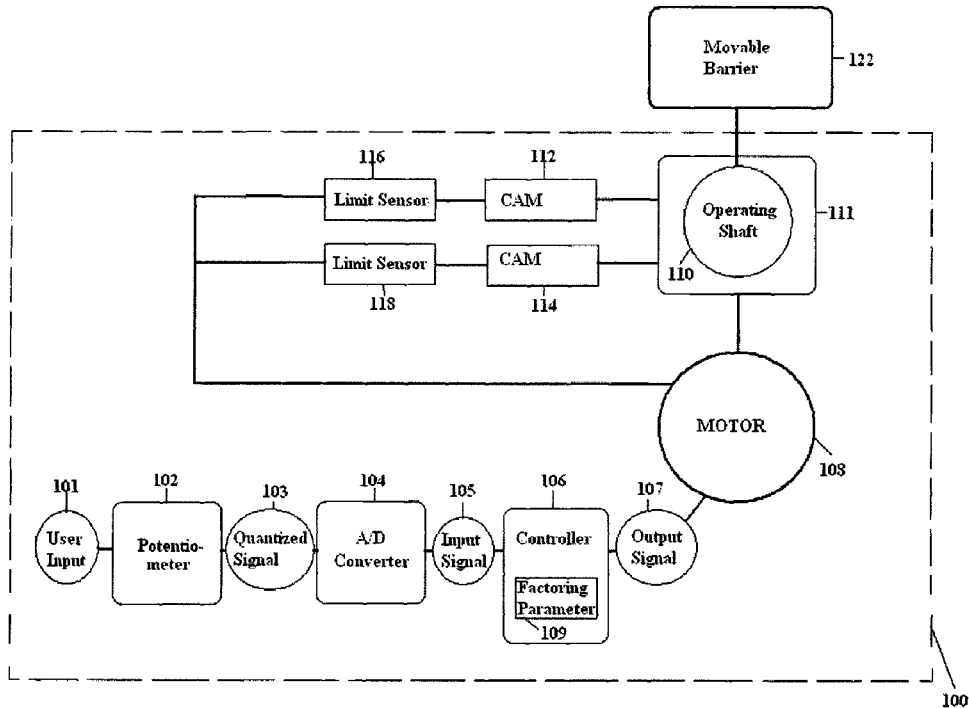 Movable
Barrier
122
116
112
Limit Sensor
CAM
Operating
Shaft
111
110
Limit Sensor
CAM
118
114
MOTOR
108
101
102
103
104
105
106
107
User
Input
Potentio-
meter
Quantized
Signal
A/D
Converter
Input
Signal
Controller
Output
Signal
Factoring
Parameter
109
100